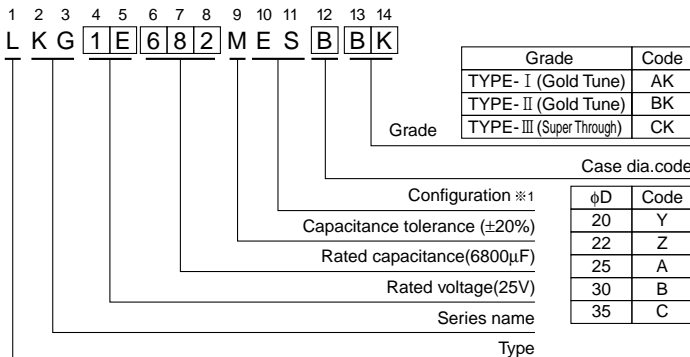 1 2 3 4 5 6 7 8 9 10 11 12 13 14
L K G 1 E 6 8 2 M E S B B K
Grade Code
TYPE-Ⅰ (Gold Tune) AK
TYPE-Ⅱ (Gold Tune) BK
TYPE-Ⅲ (Super Through) CK
Grade
Case dia.code
Configuration ※1
Capacitance tolerance (±20%)
Rated capacitance(6800μF)
Rated voltage(25V)
Series name
Type
ϕD Code
20 Y
22 Z
25 A
30 B
35 C